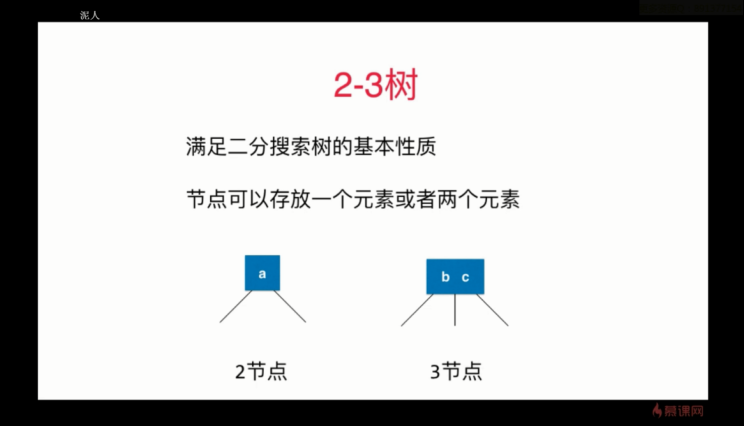 泥人
2-3树
满足二分搜索树的基本性质
节点可以存放一个元素或者两个元素
a
b c
2节点
3节点
慕课网